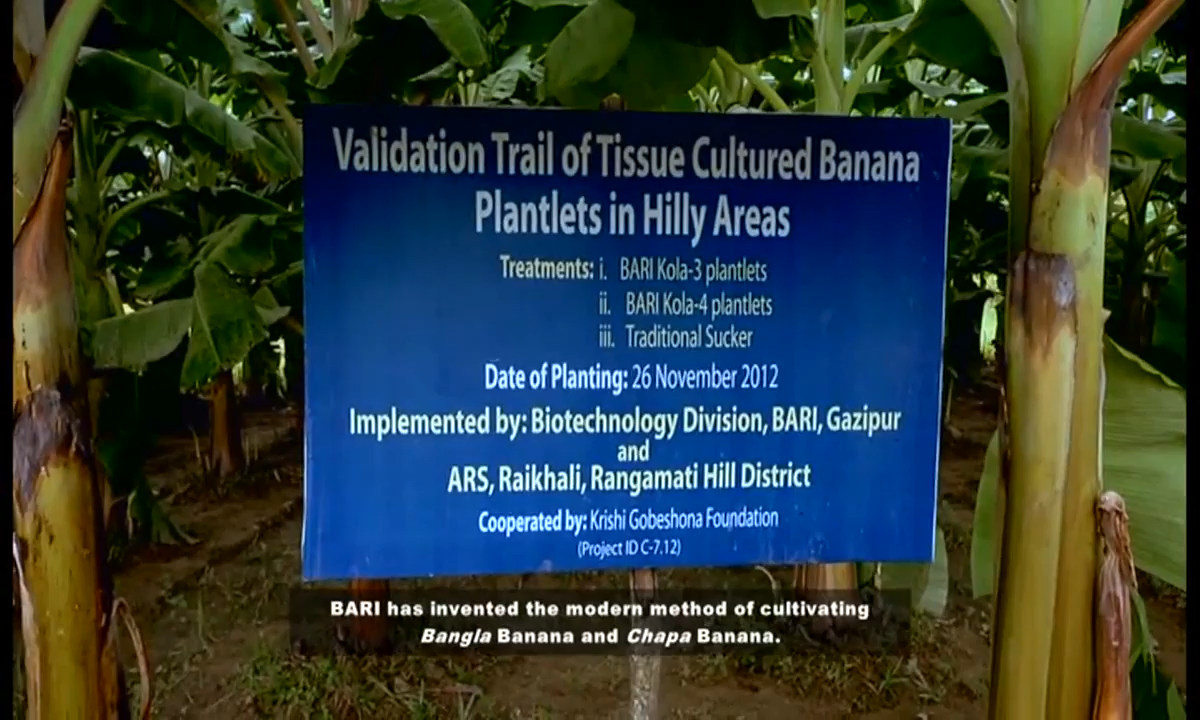 Validation Trail of Tissue Cultured Banana
Plantlets in Hilly Areas
Treatments: i. BARI Kola-3 plantlets
ii. BARI Kola-4 plantlets
iii. Traditional Sucker
Date of Planting: 26 November 2012
Implemented by: Biotechnology Division, BARI, Gazipur
and
ARS, Raikhali, Rangamati Hill District
Cooperated by: Krishi Gobeshona Foundation
(Project ID C-7.12)
BARI has invented the modern method of cultivating
Bangla Banana and Chapa Banana.